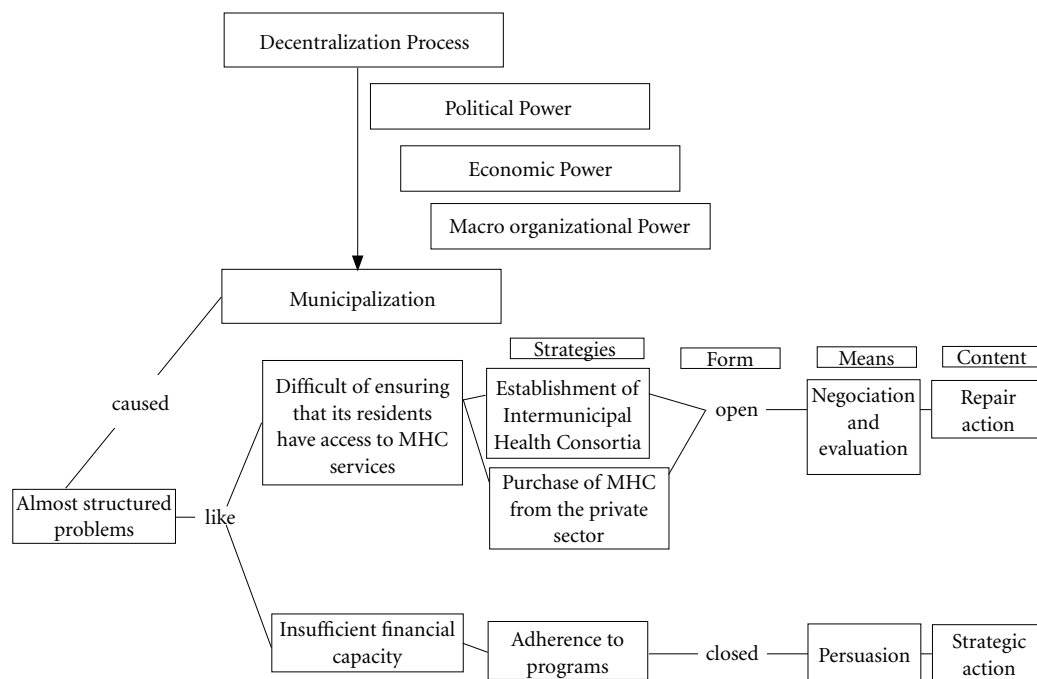 Decentralization Process
Political Power
Economic Power
Macro organizational Power
Municipalization
caused
Almost structured
problems
like
Strategies
Form
Means
Content
Difficult of ensuring
that its residents
have access to MHC
services
Establishment of
Intermunicipal
Health Consortia
Purchase of MHC
from the private
sector
open
Negociation
and
evaluation
Repair
action
Insufficient financial
capacity
Adherence to
programs
closed
Persuasion
Strategic
action